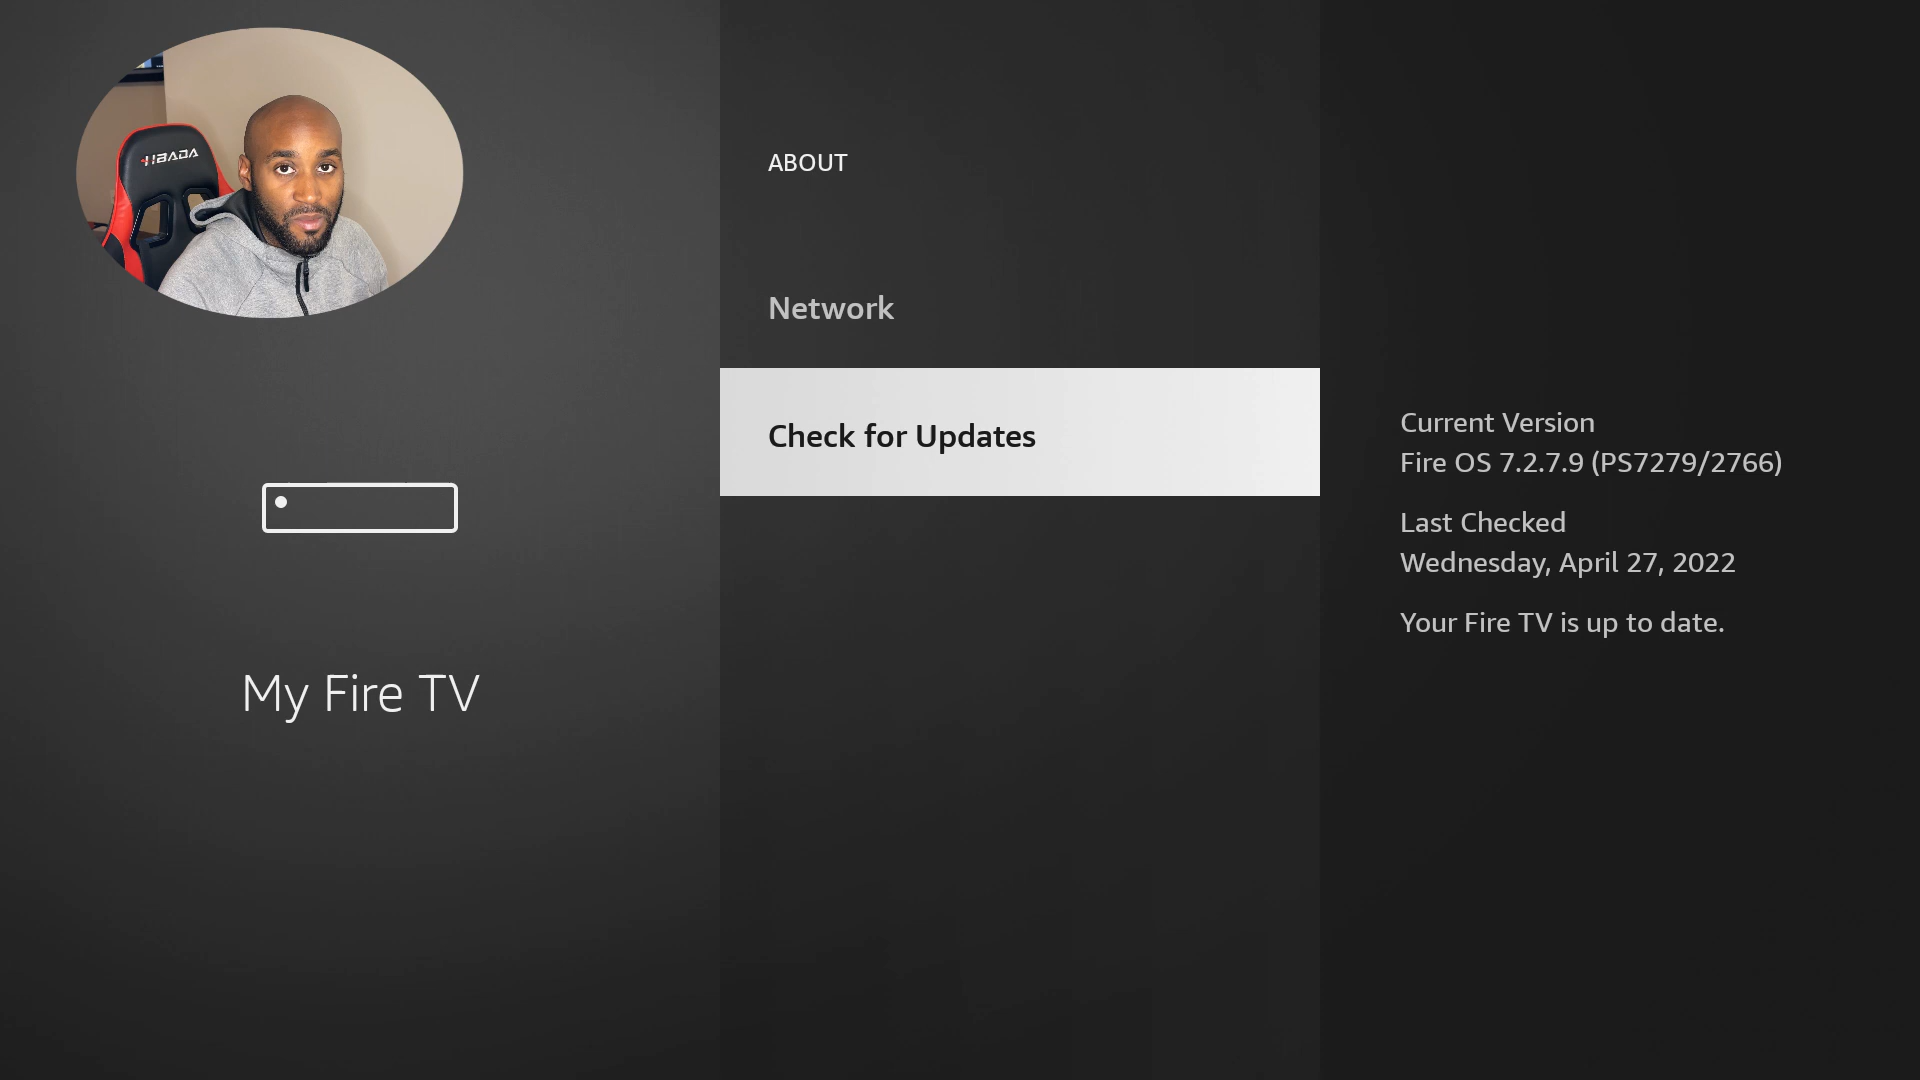 HBADA
ABOUT
Network
Check for Updates
Current Version
Fire OS 7.2.7.9 (PS7279/2766)
Last Checked
Wednesday, April 27, 2022
Your Fire TV is up to date.
My Fire TV